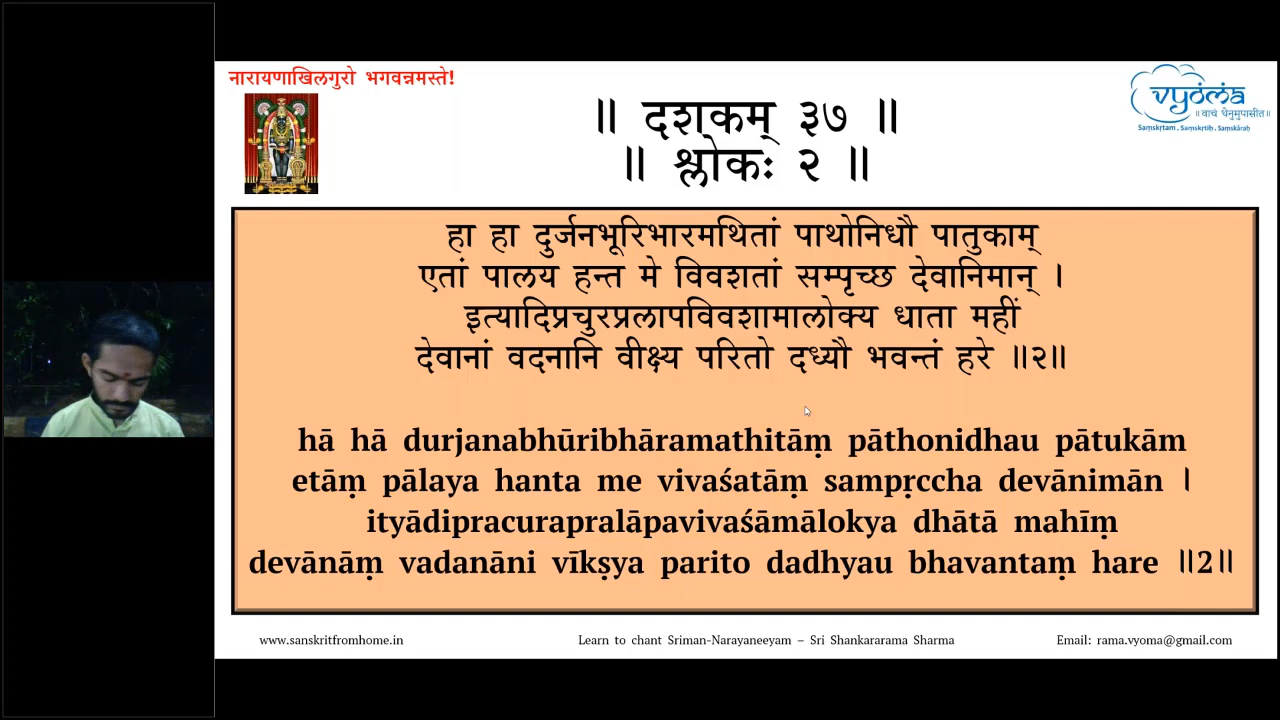 नारायणाखिलगुरो भगवन्नमस्ते!
॥ दशकम् ३७ ॥
॥ श्लोकः २ ॥
vyoma
॥ वाचं धेनुमुपासीत॥
Saṃskṛtam . Saṃskṛtiḥ . Saṃskāraḥ
हा हा दुर्जनभूरिभारमथितां पाथोनिधौ पातुकाम्
एतां पालय हन्त मे विवशतां सम्पृच्छ देवानिमान् ।
इत्यादिप्रचुरप्रलापविवशामालोक्य धाता महीं
देवानां वदनानि वीक्ष्य परितो दध्यौ भवन्तं हरे ॥२॥
hā hā durjanabhūribhāramathitāṃ pāthonidhau pātukām
etāṃ pālaya hanta me vivaśatāṃ sampṛccha devānimān ।
ityādipracurapralāpavivaśāmālokya dhātā mahīṃ
devānāṃ vadanāni vīkṣya parito dadhyau bhavantaṃ hare ॥2॥
www.sanskritfromhome.in
Learn to chant Sriman-Narayaneeyam – Sri Shankararama Sharma
Email: rama.vyoma@gmail.com